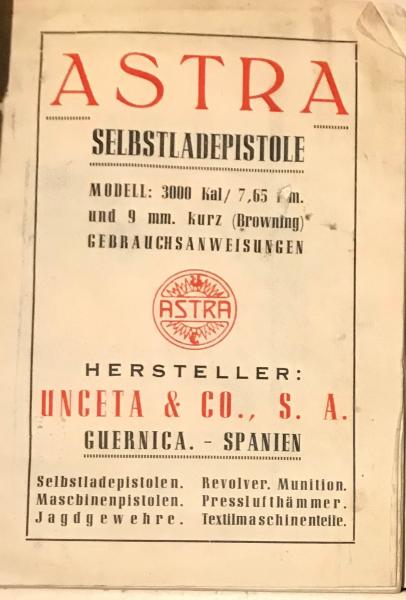 ASTRA
SELBSTLADEPISTOLE
MODELL: 3000 Kal/ 7,65 m.
und 9 mm. kurz (Browning)
GEBRAUCHSANWEISUNGEN
ASTRA
HERSTELLER:
UNCETA & CO., S. A.
GUERNICA. - SPANIEN
Selbstladepistolen. Revolver. Munition.
Maschinenpistolen. Presslufthämmer.
Jagdgewehre. Textilmaschinenteile.